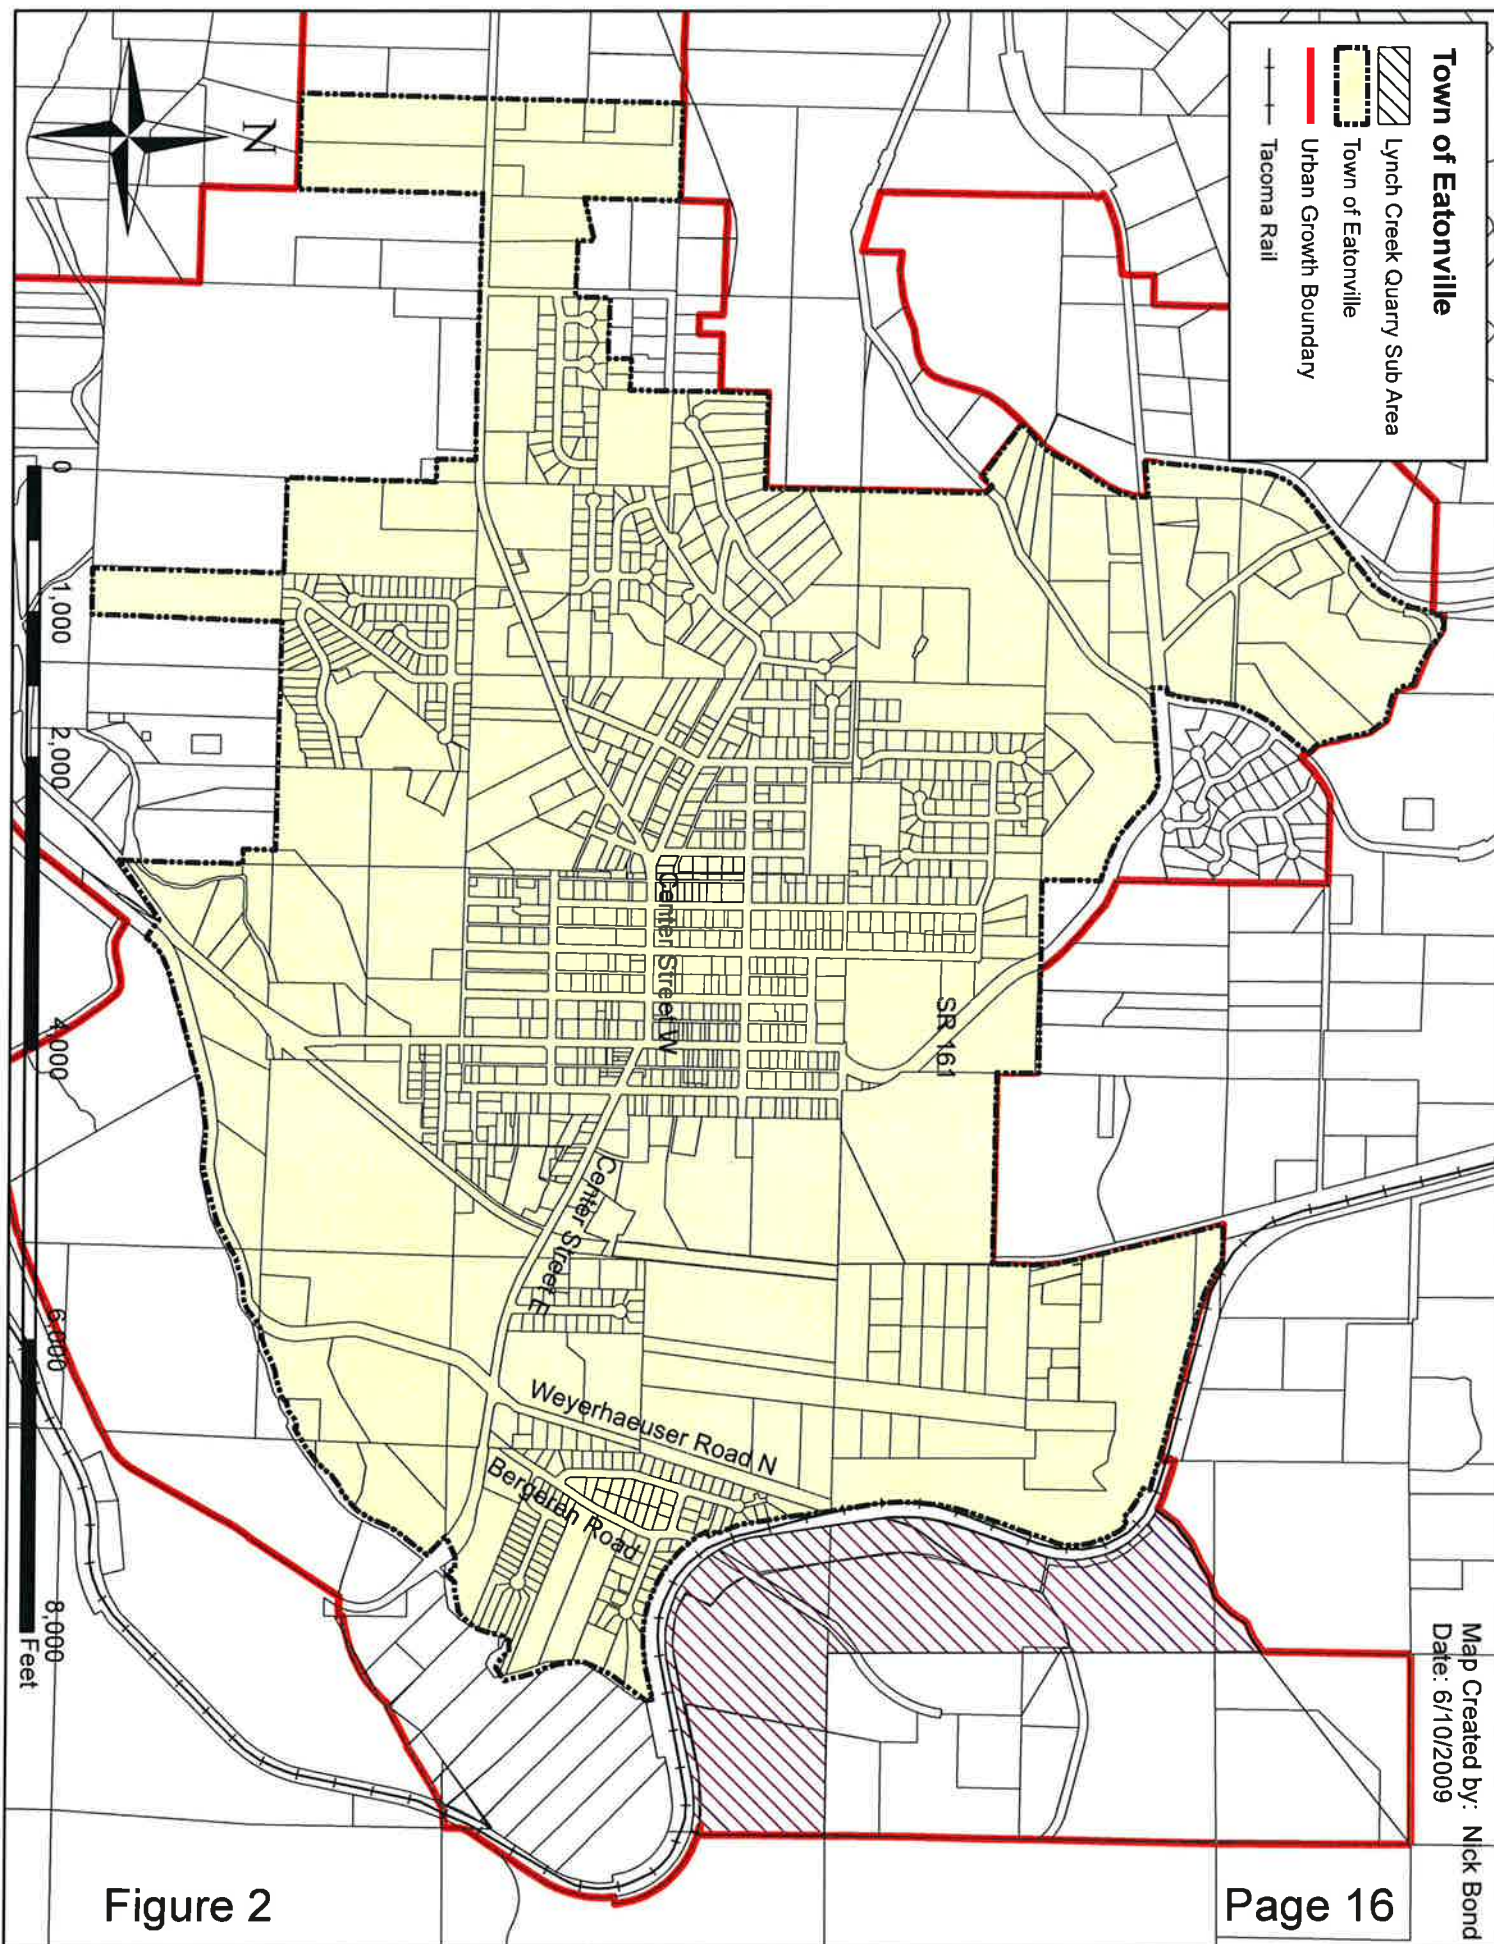 Town of Eatonville
Lynch Creek Quarry Sub Area
Town of Eatonville
Urban Growth Boundary
Tacoma Rail
N
SR 161
Center Street W
Center Street E
Weyerhaeuser Road N
Bergeran Road
0
1,000
2,000
4,000
6,000
8,000
Feet
Map Created by: Nick Bond
Date: 6/10/2009
Figure 2
Page 16